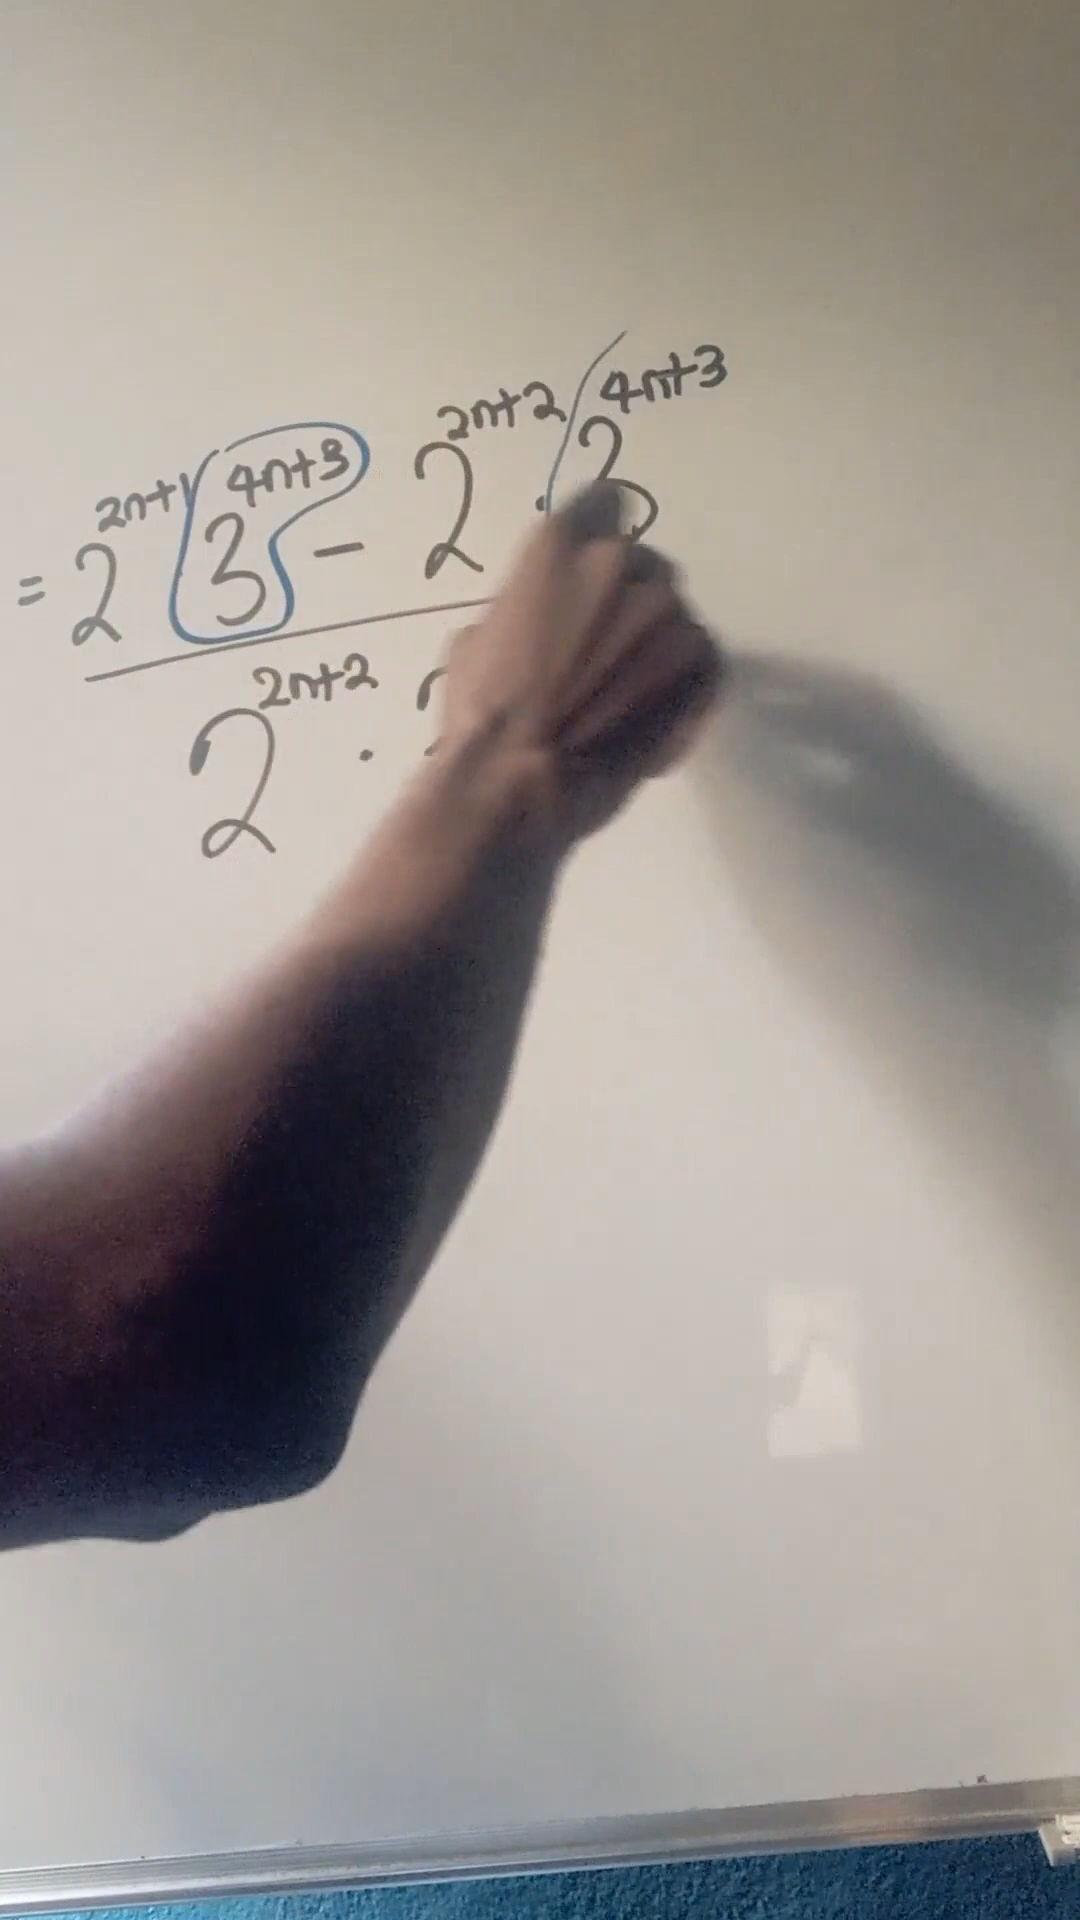 = 2^{2n+1} 3^{4n+3} - 2^{2n+2} . 3^{4n+3}
2^{2n+2} .